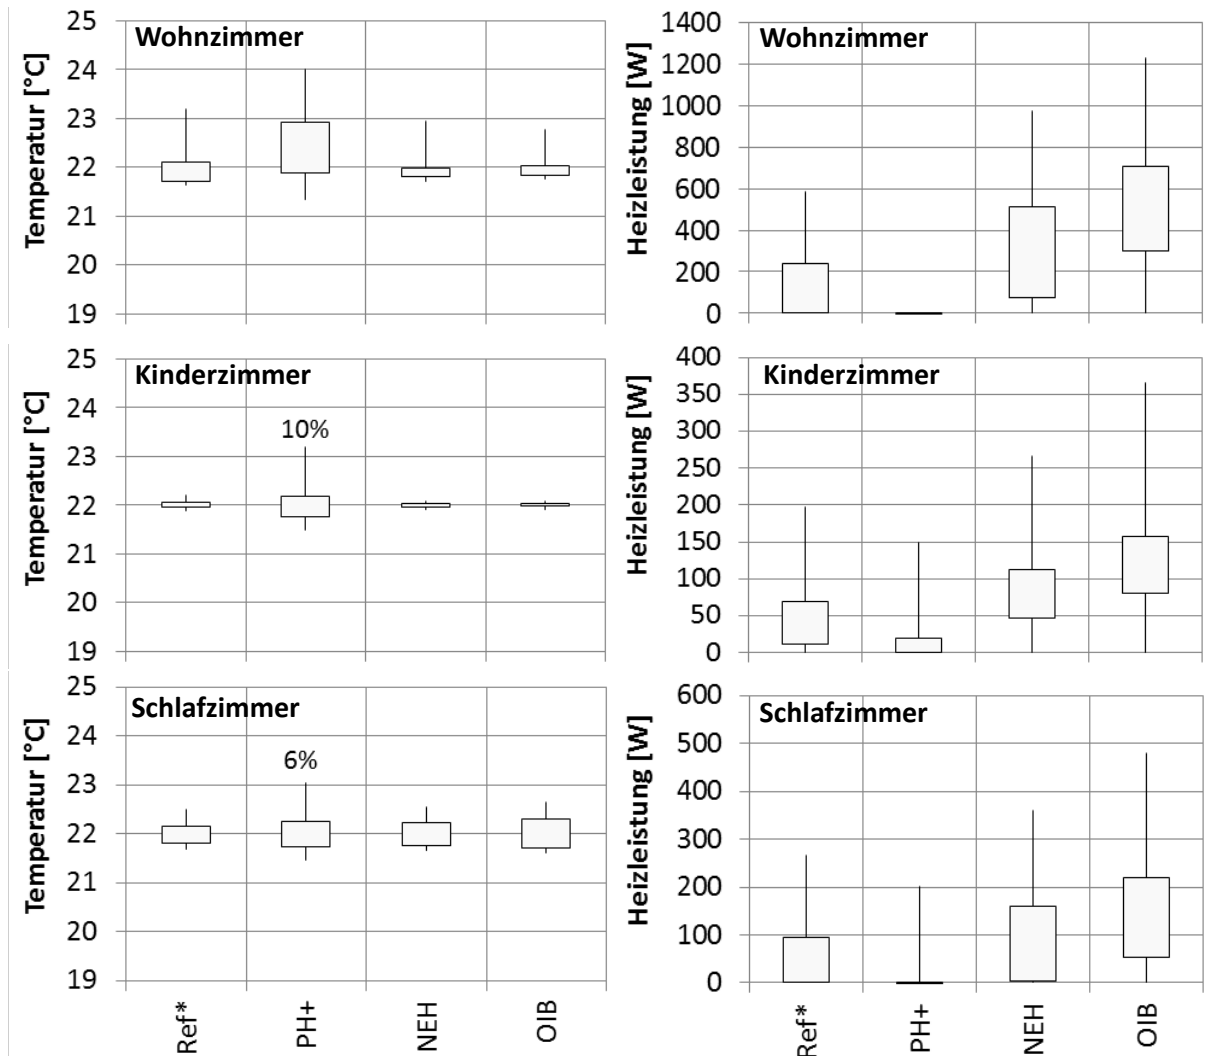 Wohnzimmer
Temperatur [°C]
25
24
23
22
21
20
19
Wohnzimmer
Heizleistung [W]
1400
1200
1000
800
600
400
200
0
Kinderzimmer
Temperatur [°C]
25
24
23
22
21
20
19
10%
Kinderzimmer
Heizleistung [W]
400
350
300
250
200
150
100
50
0
Schlafzimmer
Temperatur [°C]
25
24
23
22
21
20
19
6%
Ref*
PH+
NEH
OIB
Schlafzimmer
Heizleistung [W]
600
500
400
300
200
100
0
Ref*
PH+
NEH
OIB